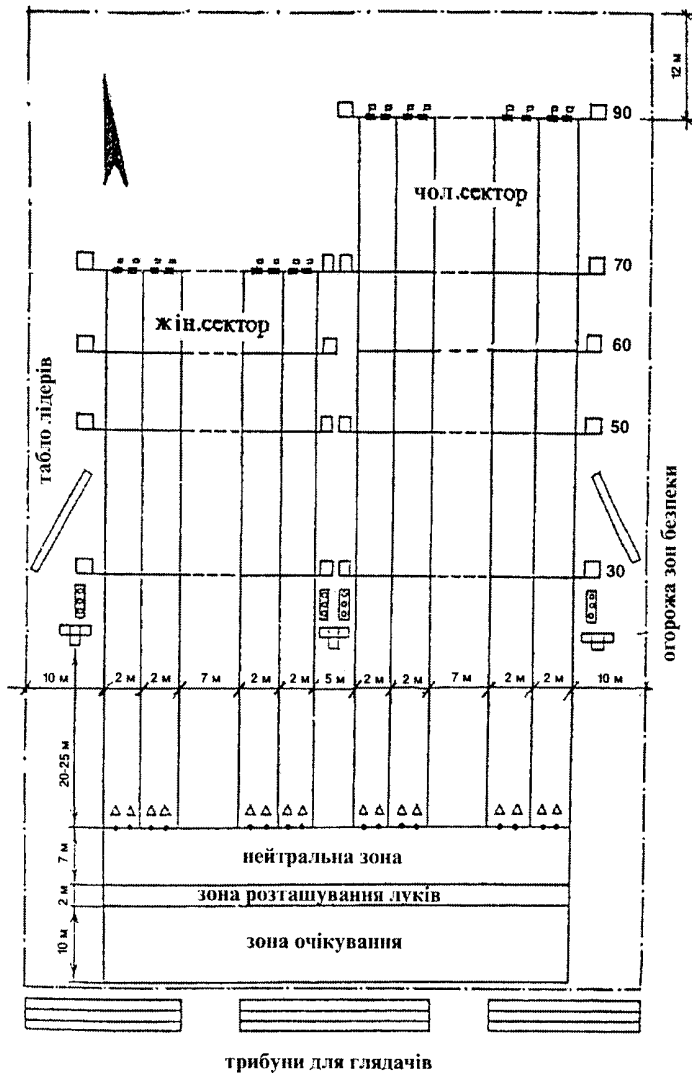 12 м
90
чол.сектор
70
жін.сектор
60
табло лідерів
50
огорожа зон безпеки
30
10 м 2 м 2 м 7 м 2 м 2 м 5 м 2 м 2 м 7 м 2 м 2 м 10 м
20-25 м
7 м
нейтральна зона
2 м
зона розташування луків
10 м
зона очікування
трибуни для глядачів